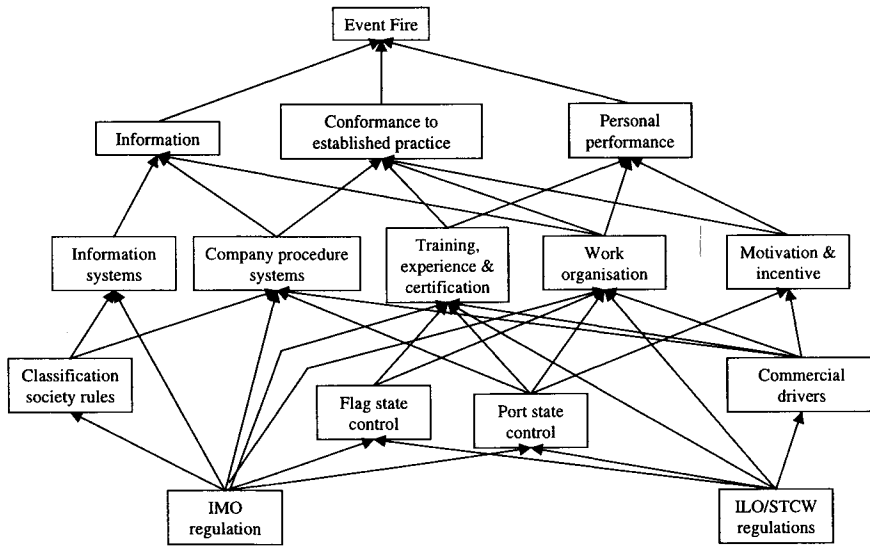 Event Fire
Information
Conformance to
established practice
Personal
performance
Information
systems
Company procedure
systems
Training,
experience &
certification
Work
organisation
Motivation &
incentive
Classification
society rules
Flag state
control
Port state
control
Commercial
drivers
IMO
regulation
ILO/STCW
regulations